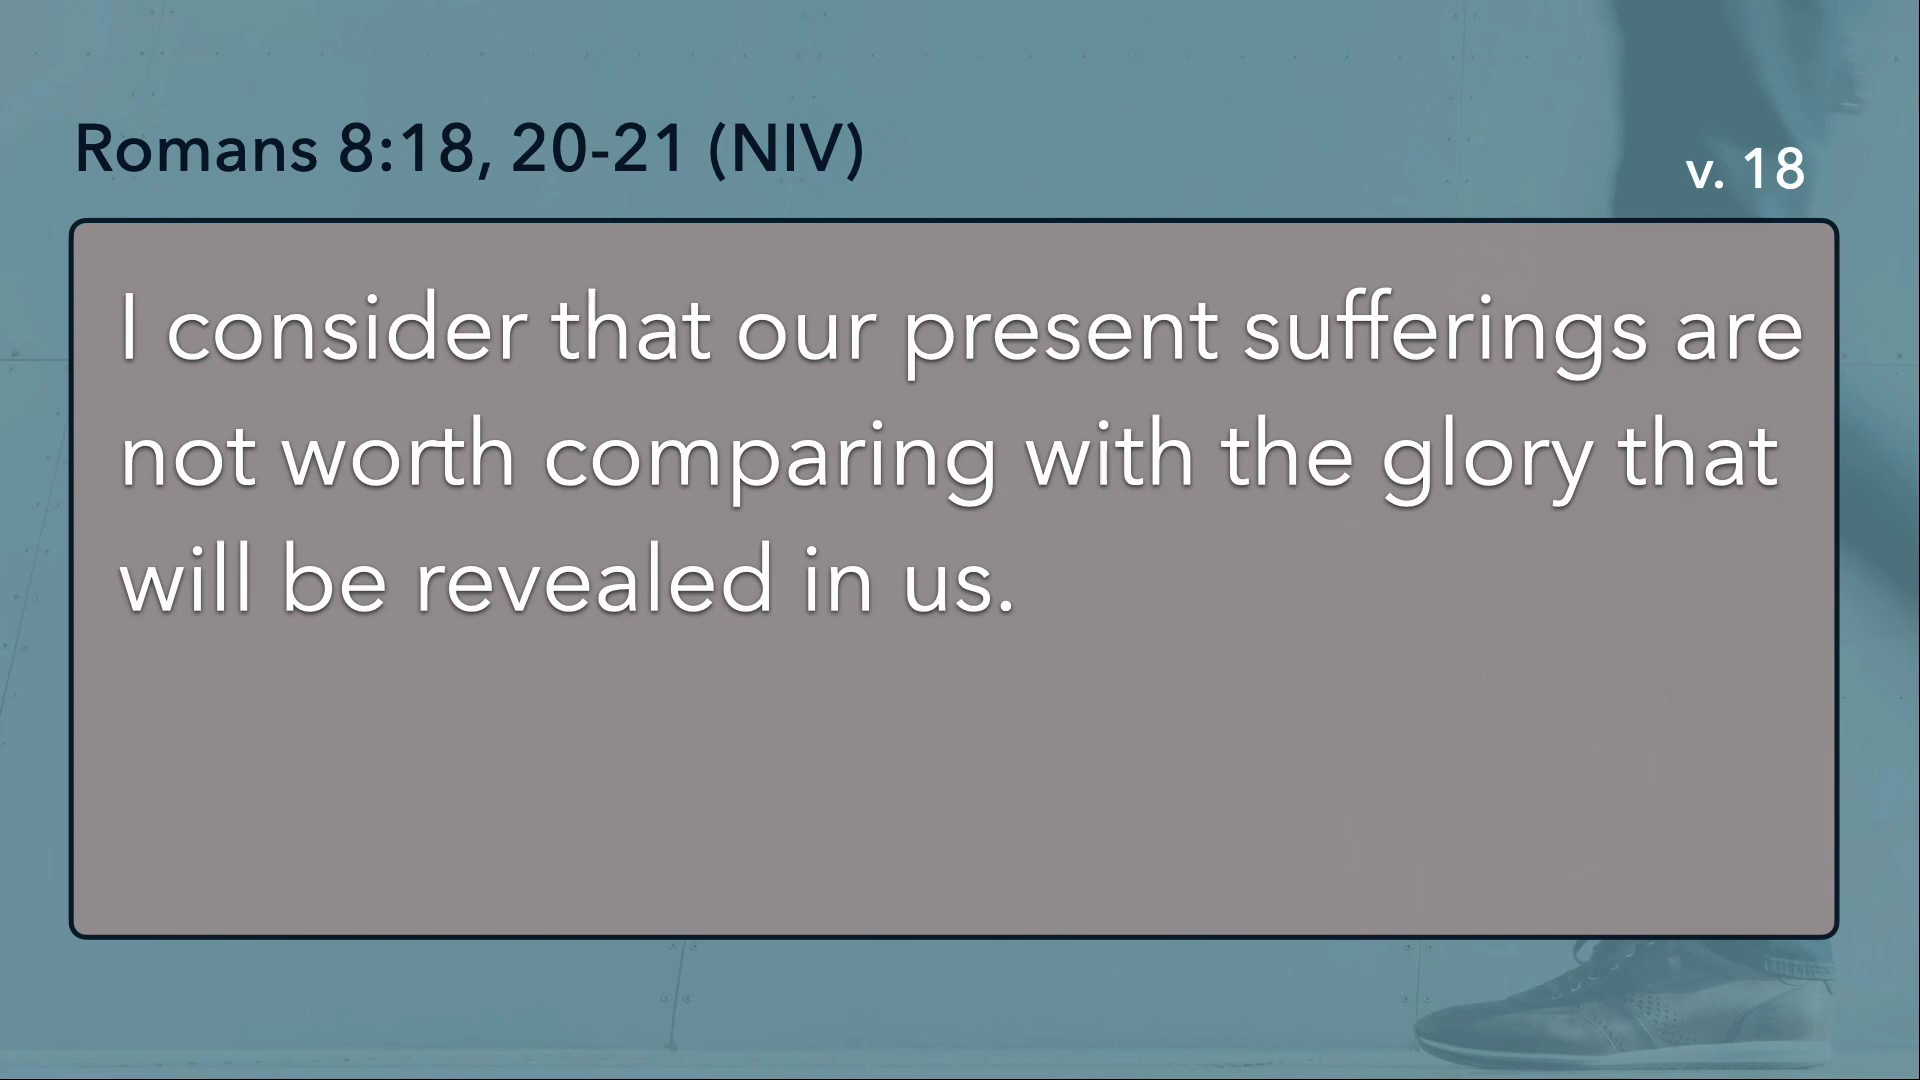 Romans 8:18, 20-21 (NIV)
v. 18
I consider that our present sufferings are
not worth comparing with the glory that
will be revealed in us.